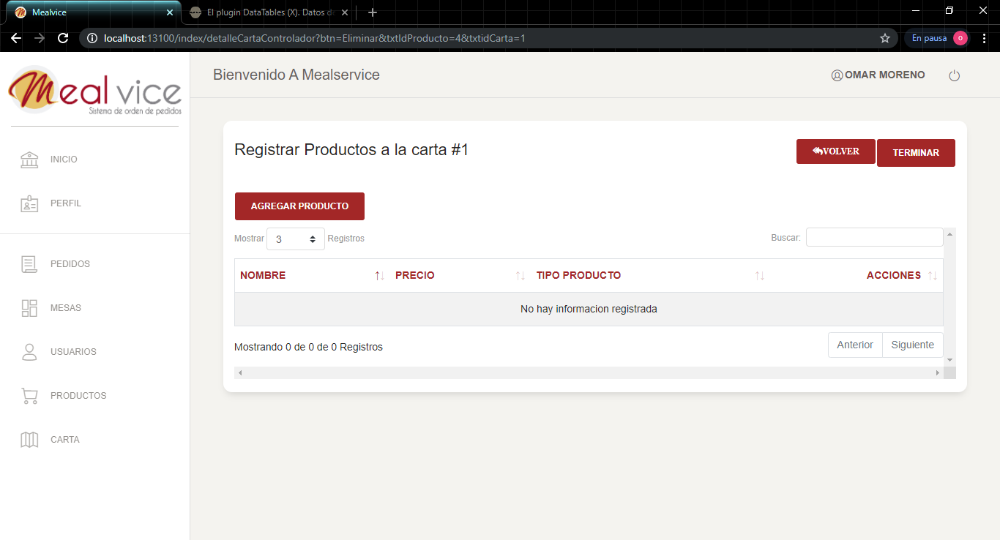 Mealvice
El plugin DataTables (X). Datos de
localhost:13100/index/detalleCartaControlador?btn=Eliminar&txtIdProducto=4&txtidCarta=1
En pausa
o
Meal vice
Sistema de orden de pedidos
Bienvenido A Mealservice
OMAR MORENO
INICIO
PERFIL
PEDIDOS
MESAS
USUARIOS
PRODUCTOS
CARTA
Registrar Productos a la carta #1
VOLVER
TERMINAR
AGREGAR PRODUCTO
Mostrar 3 Registros
Buscar:
NOMBRE PRECIO TIPO PRODUCTO ACCIONES
No hay informacion registrada
Mostrando 0 de 0 de 0 Registros
Anterior Siguiente